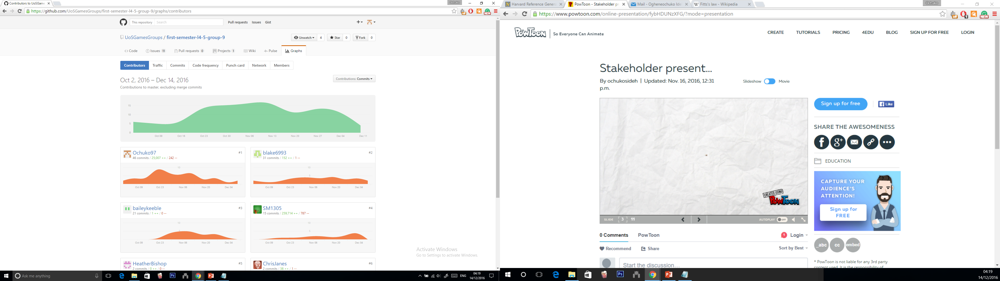 Contributors to UoSGame
Ochuko
https://github.com/UoSGamesGroups/first-semester-l4-5-group-9/graphs/contributors
off
NEW
This repository Search
Pull requests Issues Gist
UoSGamesGroups / first-semester-l4-5-group-9
Unwatch 4 Star 0 Fork 0
Code Issues 11 Pull requests 0 Projects 1 Wiki Pulse Graphs
Contributors Traffic Commits Code frequency Punch card Network Members
Oct 2, 2016 – Dec 14, 2016
Contributions: Commits
Contributions to master, excluding merge commits
15
10
5
0
Oct 09 Oct 16 Oct 23 Oct 30 Nov 06 Nov 13 Nov 20 Nov 27 Dec 04 Dec 11
Ochuko97 #1
46 commits / 25,007 ++ / 242 --
10
Oct 09 Oct 23 Nov 06 Nov 20 Dec 04
blake6993 #2
31 commits / 152 ++ / 1 --
10
5
Oct 09 Oct 23 Nov 06 Nov 20 Dec 04
baileykeeble #3
21 commits / 1 ++ / 0 --
10
5
Oct 09 Oct 23 Nov 06 Nov 20 Dec 04
SM1305 #4
15 commits / 259,714 ++ / 787 --
10
5
Oct 09 Oct 23 Nov 06 Nov 20 Dec 04
HeatherBishop #5
2 commits / 0 ++ / 0 --
ChrisJanes #6
2 commits / 38 ++ / 1 --
Activate Windows
Go to Settings to activate Windows.
Ask me anything
ENG
04:19
14/12/2016
Harvard Reference Genera
PowToon - Stakeholder pr
Mail - Ogheneochuko Ide
Fitts's law - Wikipedia
Ochuko
https://www.powtoon.com/online-presentation/fybHDUNzXFG/?mode=presentation
off
1
NEW
PowToon | So Everyone Can Animate
CREATE TUTORIALS PRICING 4EDU BLOG SIGN UP FOR FREE LOGIN
Stakeholder present...
By ochukosideh | Updated: Nov. 16, 2016, 12:31
p.m.
Slideshow Movie
CREATED USING
PowToon
SLIDE [ 3 ] 11
AUTOPLAY OFF
Sign up for free
Like
SHARE THE AWESOMENESS
EDUCATION
CAPTURE YOUR
AUDIENCE'S
ATTENTION!
Sign up for
FREE
_abc cc embed
* PowToon is not liable for any 3rd party
content used. It is the responsibility of
0 Comments PowToon 1 Login
Recommend Share Sort by Best
Start the discussion...
04:19
14/12/2016